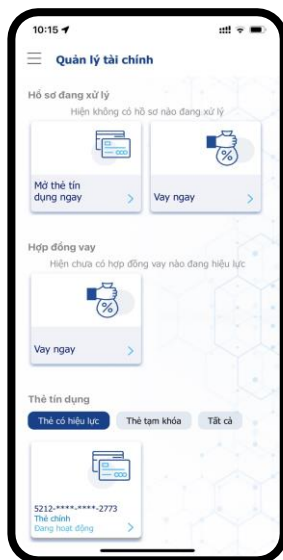 10:15
Quản lý tài chính
Hồ sơ đang xử lý
Hiện không có hồ sơ nào đang xử lý
%
Mở thẻ tín
dụng ngay
Vay ngay
Hợp đồng vay
Hiện chưa có hợp đồng vay nào đang hiệu lực
%
Vay ngay
Thẻ tín dụng
Thẻ có hiệu lực
Thẻ tạm khóa
Tất cả
5212-****-****-2773
Thẻ chính
Đang hoạt động